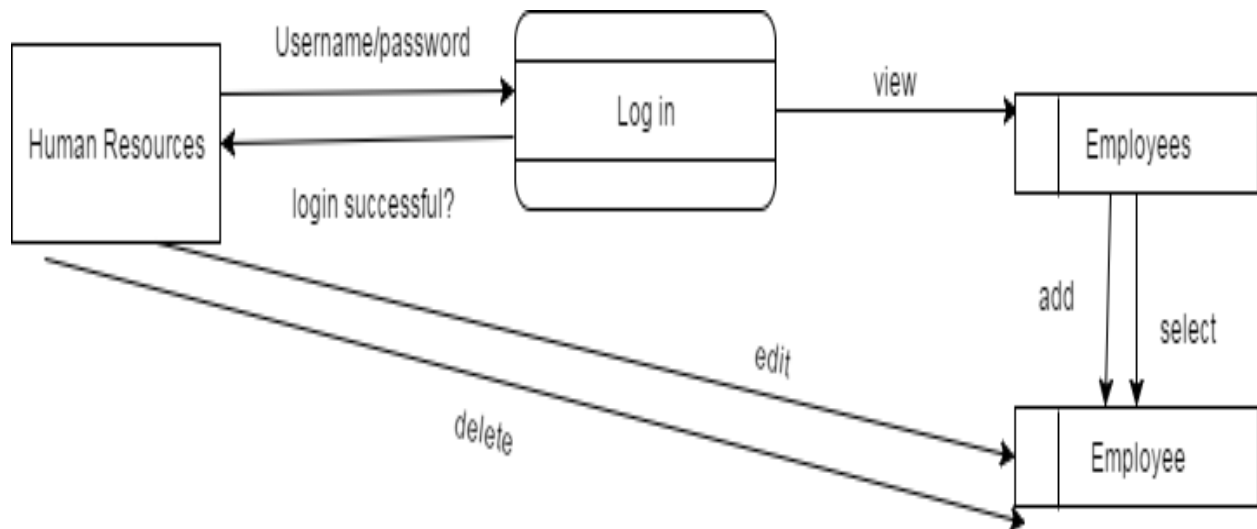 Username/password
Human Resources
Log in
view
Employees
login successful?
add
select
edit
delete
Employee